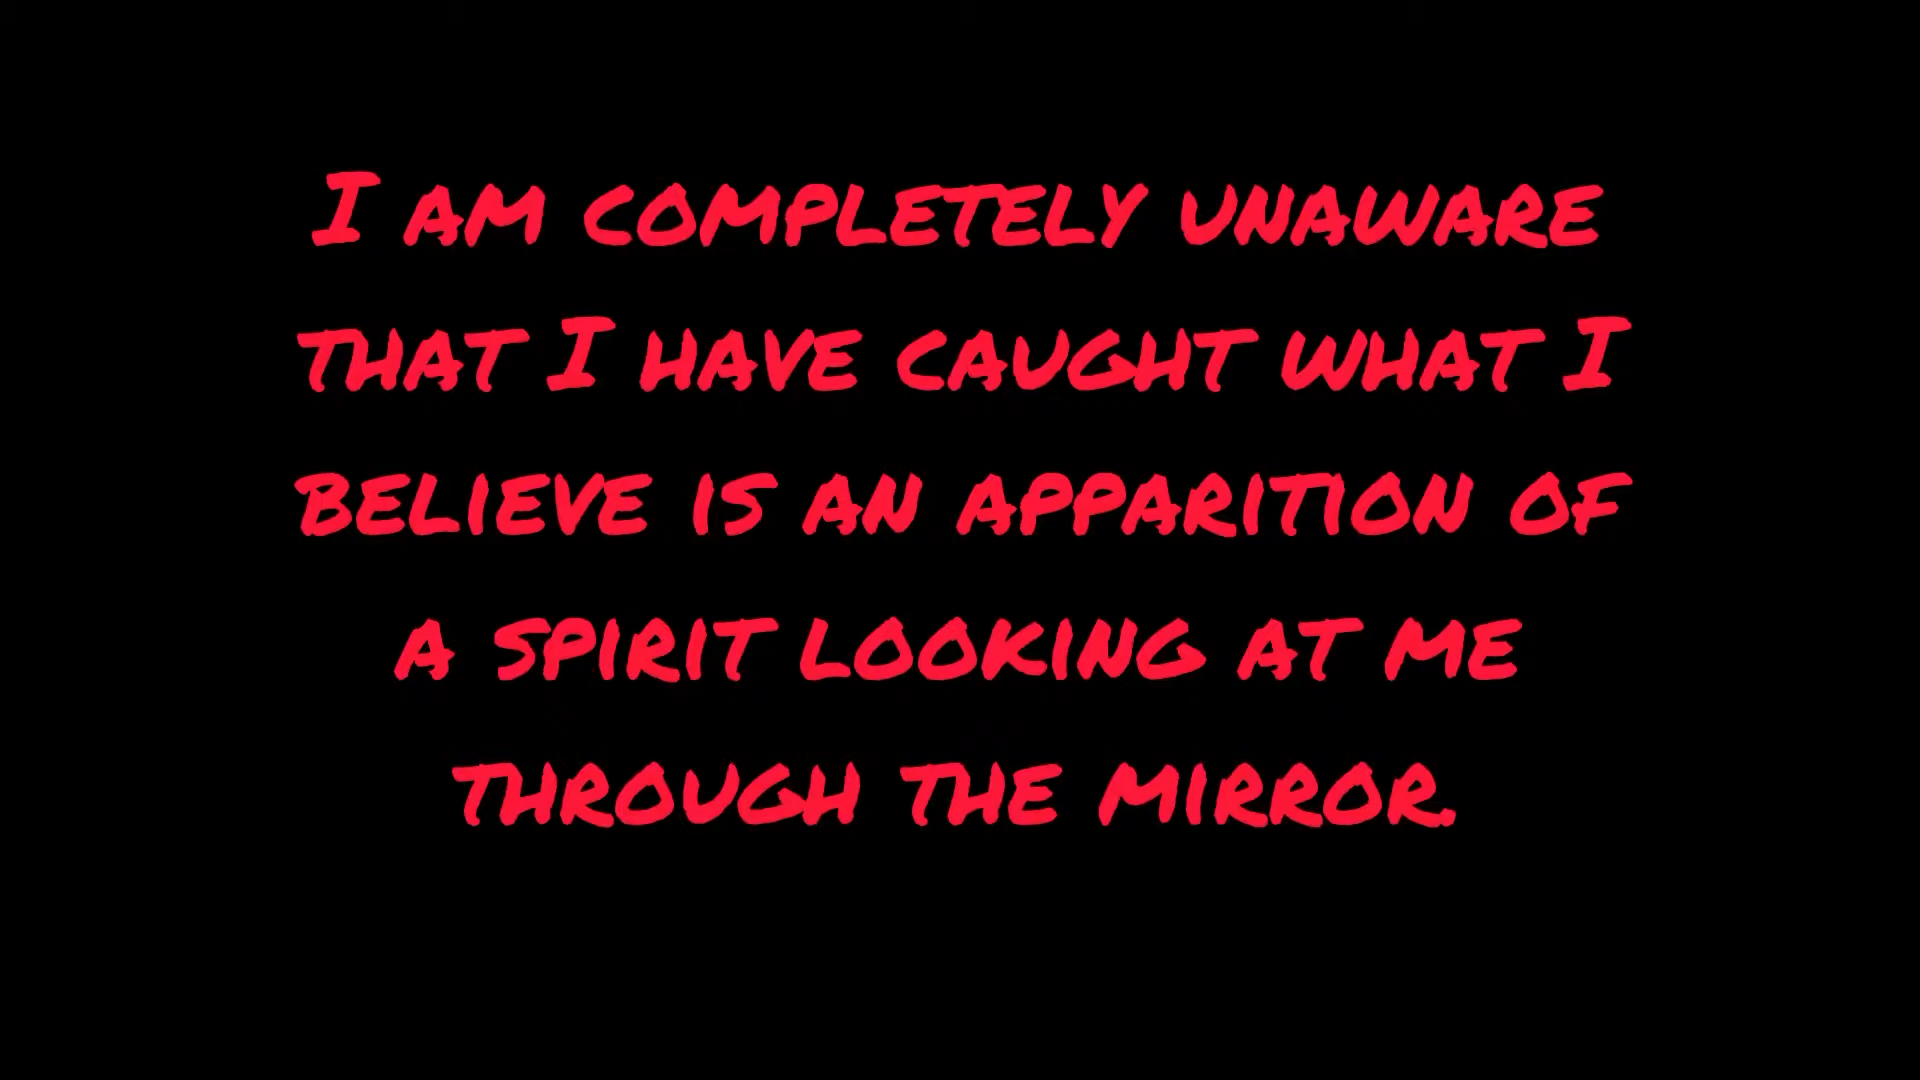 I AM COMPLETELY UNAWARE
THAT I HAVE CAUGHT WHAT I
BELIEVE IS AN APPARITION OF
A SPIRIT LOOKING AT ME
THROUGH THE MIRROR.